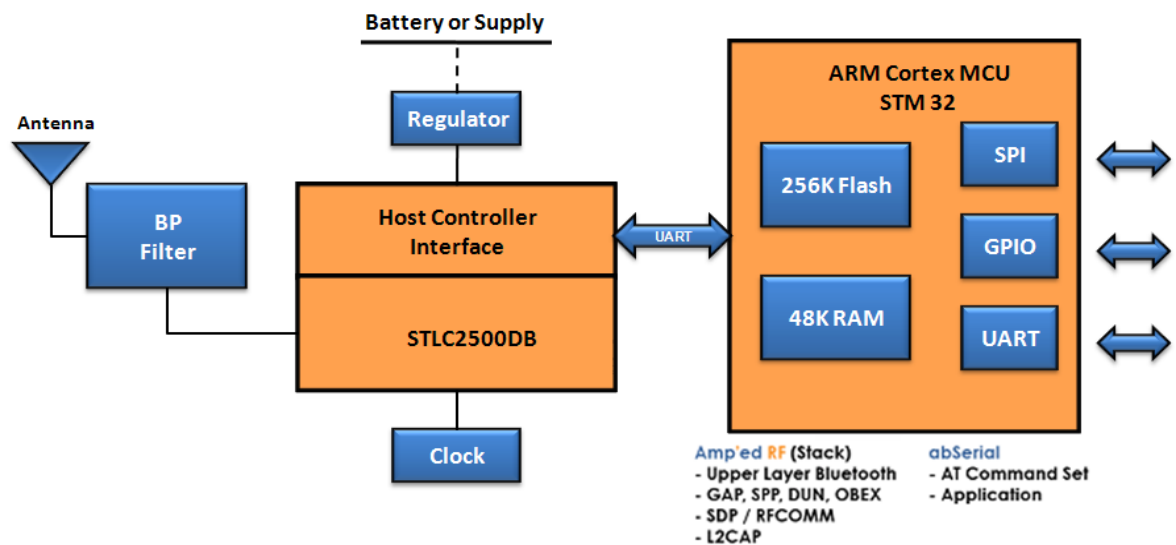 Battery or Supply
Regulator
Antenna
BP
Filter
Host Controller
Interface
STLC2500DB
Clock
UART
ARM Cortex MCU
STM 32
256K Flash
48K RAM
SPI
GPIO
UART
Amp'ed RF (Stack)
- Upper Layer Bluetooth
- GAP, SPP, DUN, OBEX
- SDP / RFCOMM
- L2CAP
abSerial
- AT Command Set
- Application